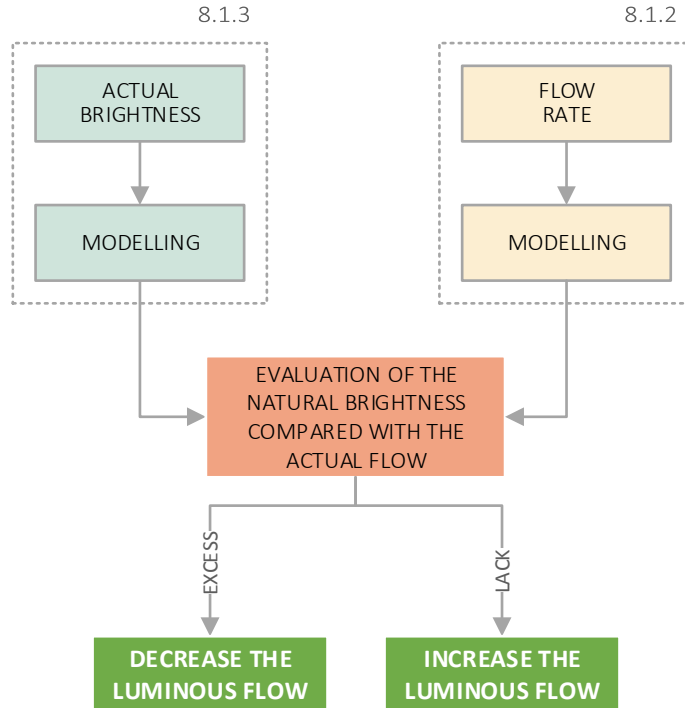 8.1.3
8.1.2
ACTUAL
BRIGHTNESS
FLOW
RATE
MODELLING
MODELLING
EVALUATION OF THE
NATURAL BRIGHTNESS
COMPARED WITH THE
ACTUAL FLOW
EXCESS
LACK
DECREASE THE
LUMINOUS FLOW
INCREASE THE
LUMINOUS FLOW